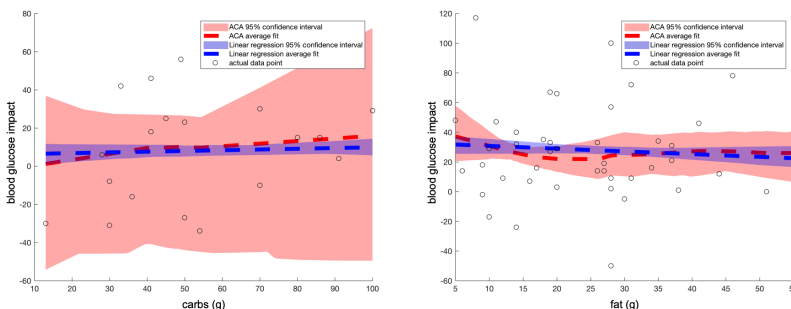 80
60
40
20
0
-20
-40
-60
10
20
30
40
50
60
70
80
90
100
blood glucose impact
carbs (g)
ACA 95% confidence interval
ACA average fit
Linear regression 95% confidence interval
Linear regression average fit
actual data point
120
100
80
60
40
20
0
-20
-40
-60
5
10
15
20
25
30
35
40
45
50
55
blood glucose impact
fat (g)
ACA 95% confidence interval
ACA average fit
Linear regression 95% confidence interval
Linear regression average fit
actual data point